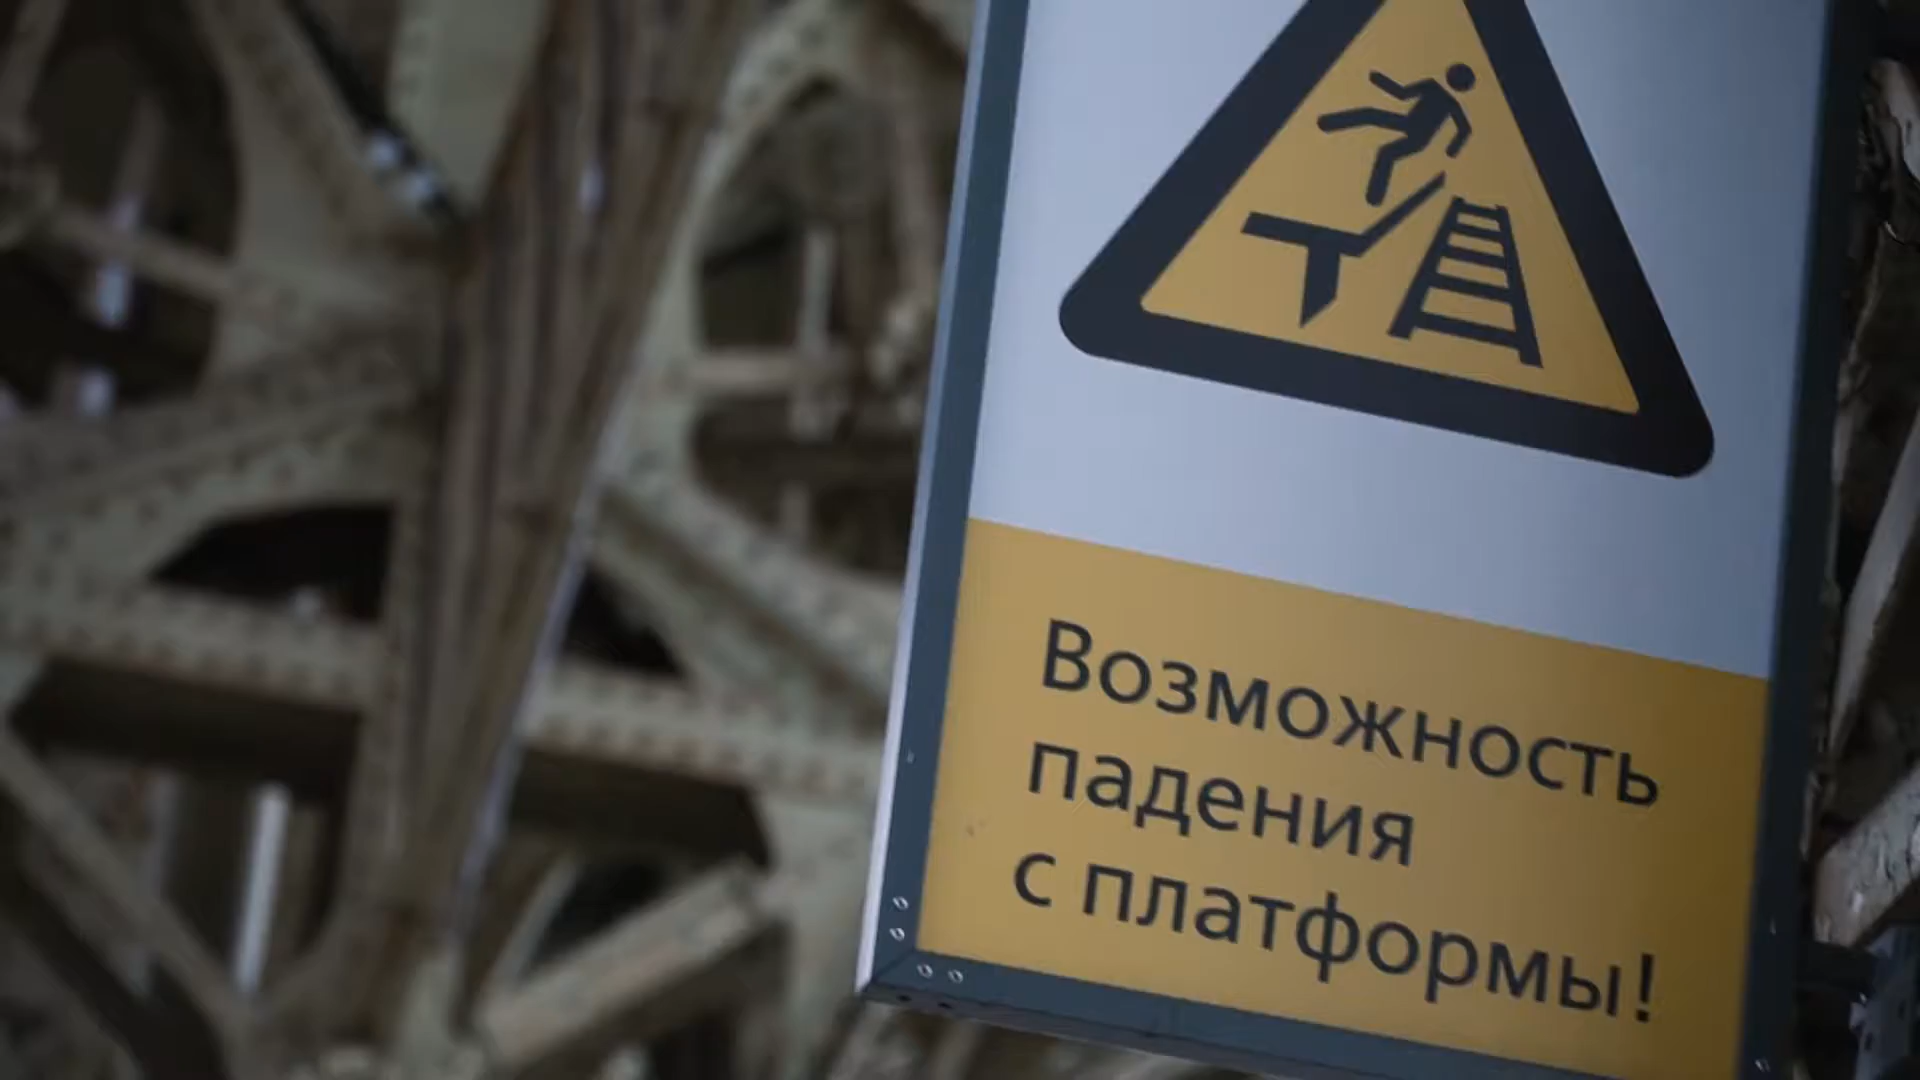 Возможность
падения
с платформы!